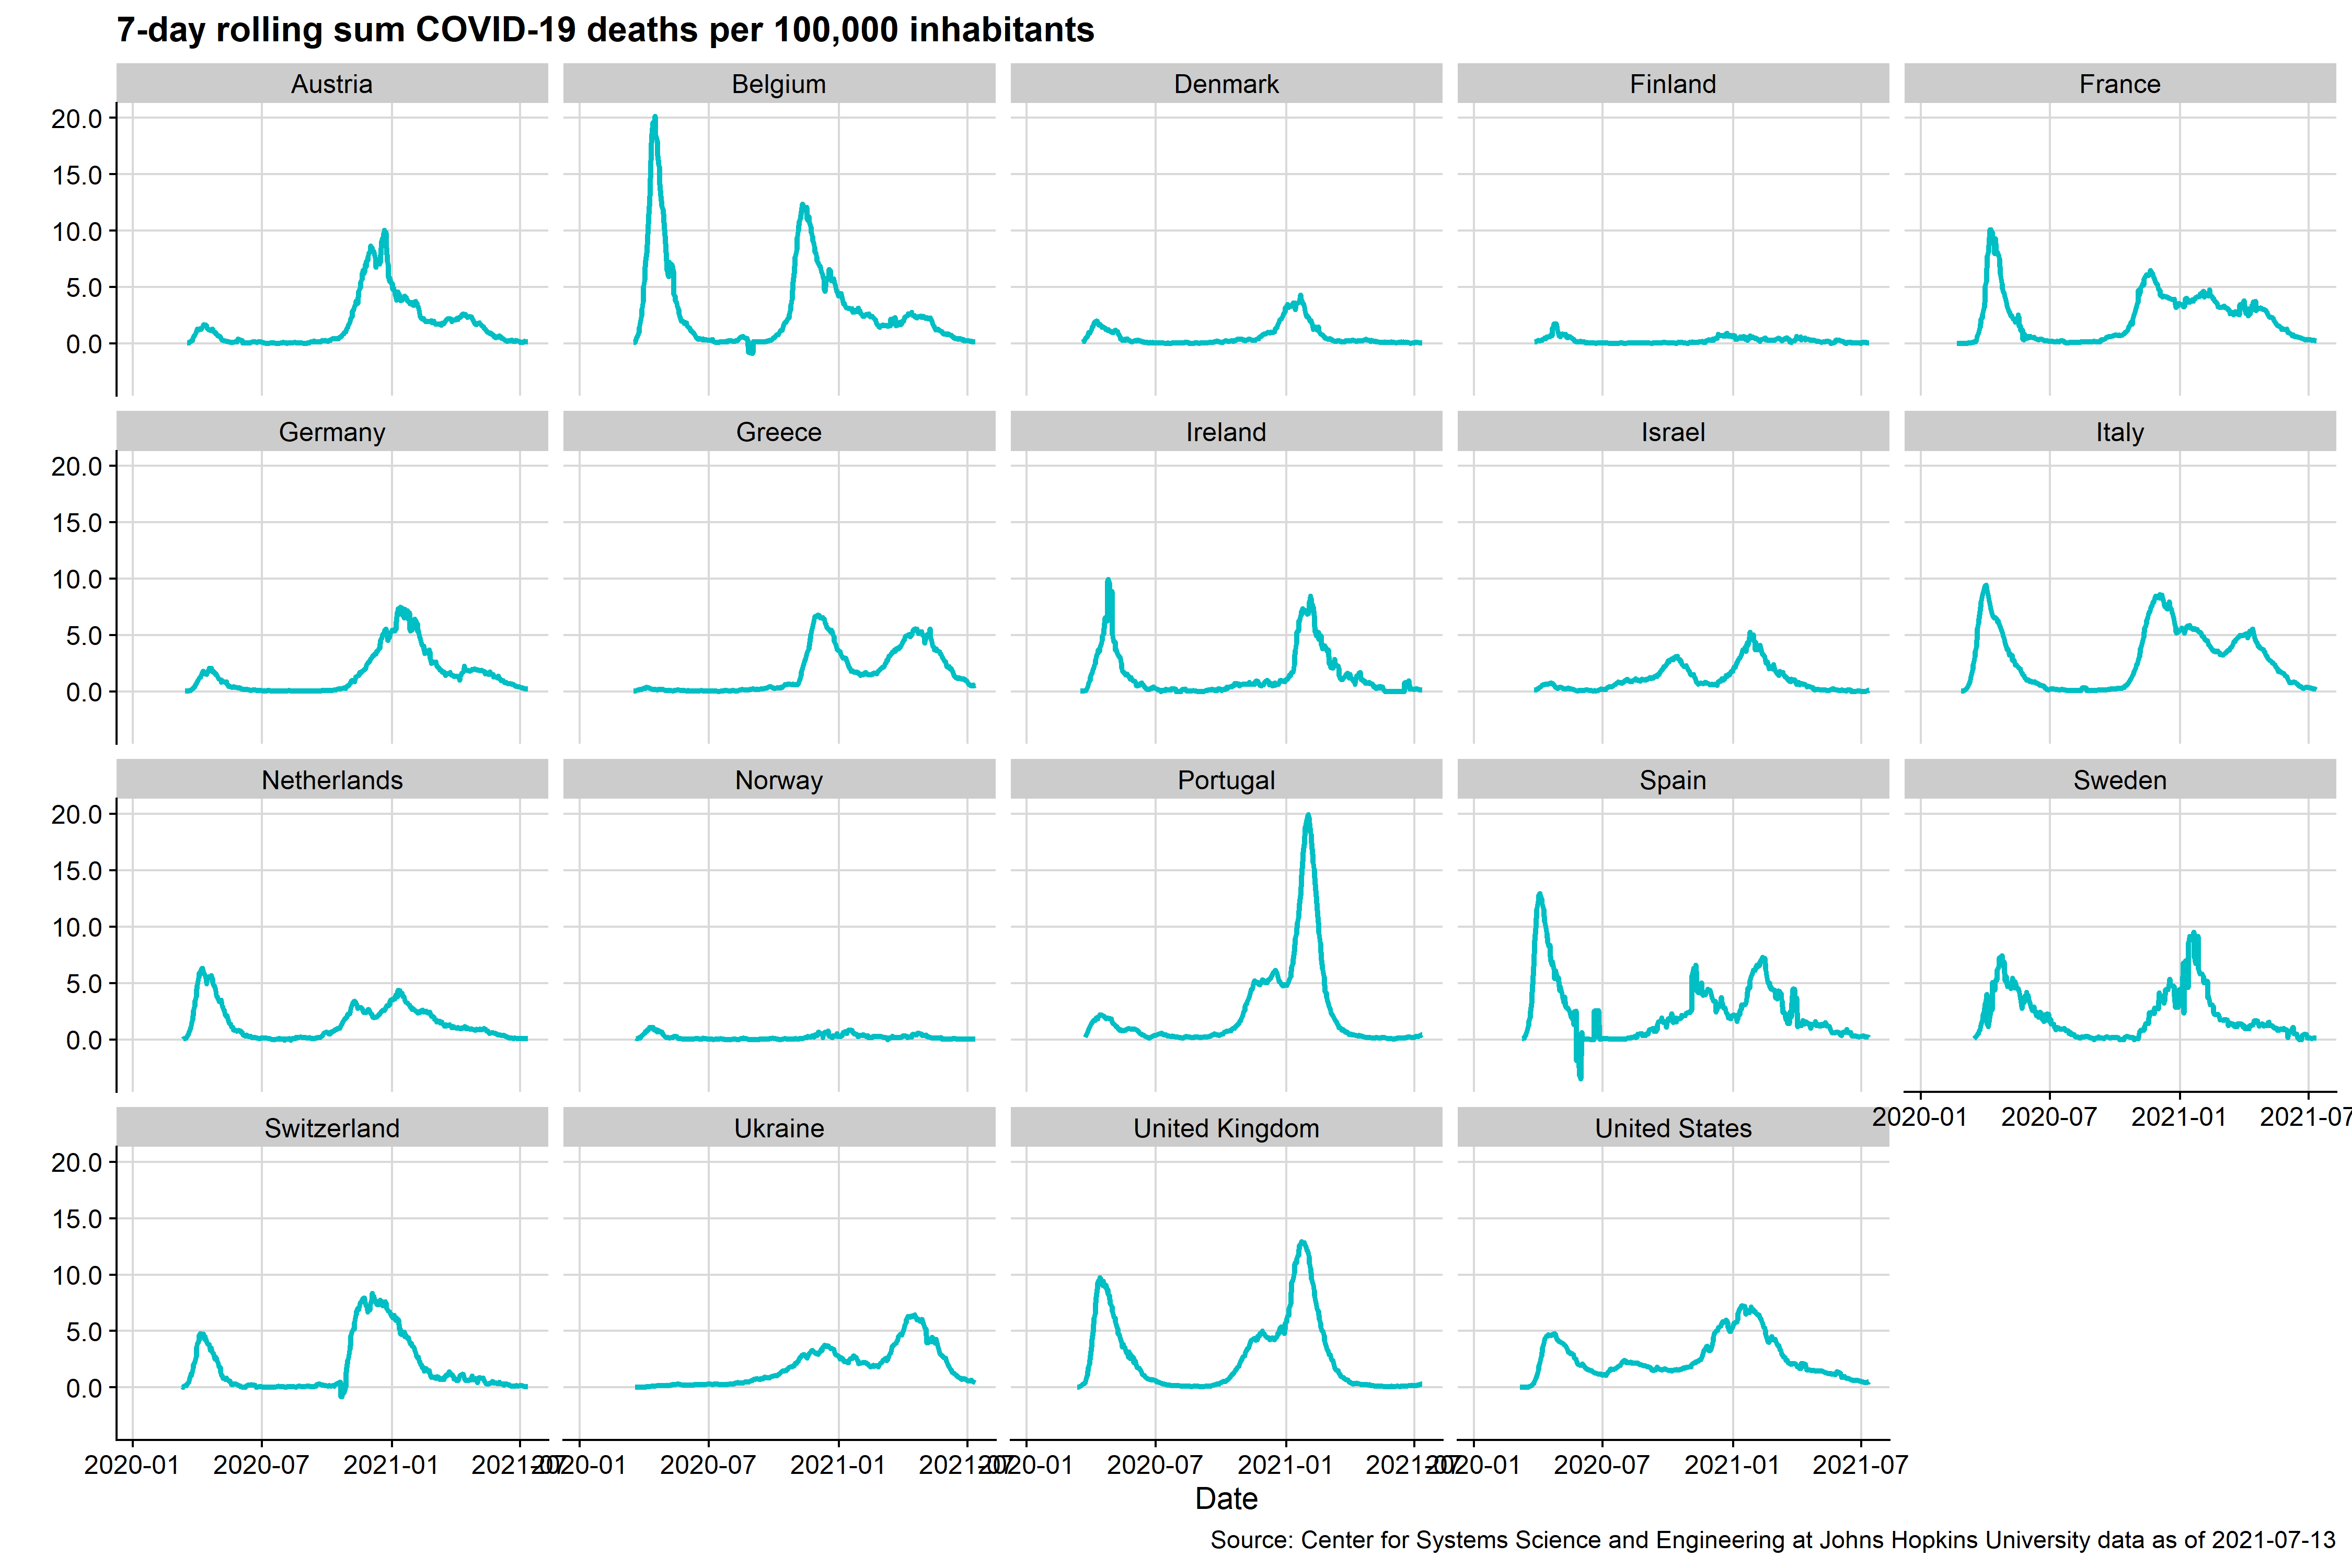 7-day rolling sum COVID-19 deaths per 100,000 inhabitants
Austria Belgium Denmark Finland France
20.0
15.0
10.0
5.0
0.0
Germany Greece Ireland Israel Italy
20.0
15.0
10.0
5.0
0.0
Netherlands Norway Portugal Spain Sweden
20.0
15.0
10.0
5.0
0.0
2020-01 2020-07 2021-01 2021-07
Switzerland Ukraine United Kingdom United States
20.0
15.0
10.0
5.0
0.0
2020-01 2020-07 2021-01 2021-07 2020-01 2020-07 2021-01 2021-07 2020-01 2020-07 2021-01 2021-07 2020-01 2020-07 2021-01 2021-07
Date
Source: Center for Systems Science and Engineering at Johns Hopkins University data as of 2021-07-13